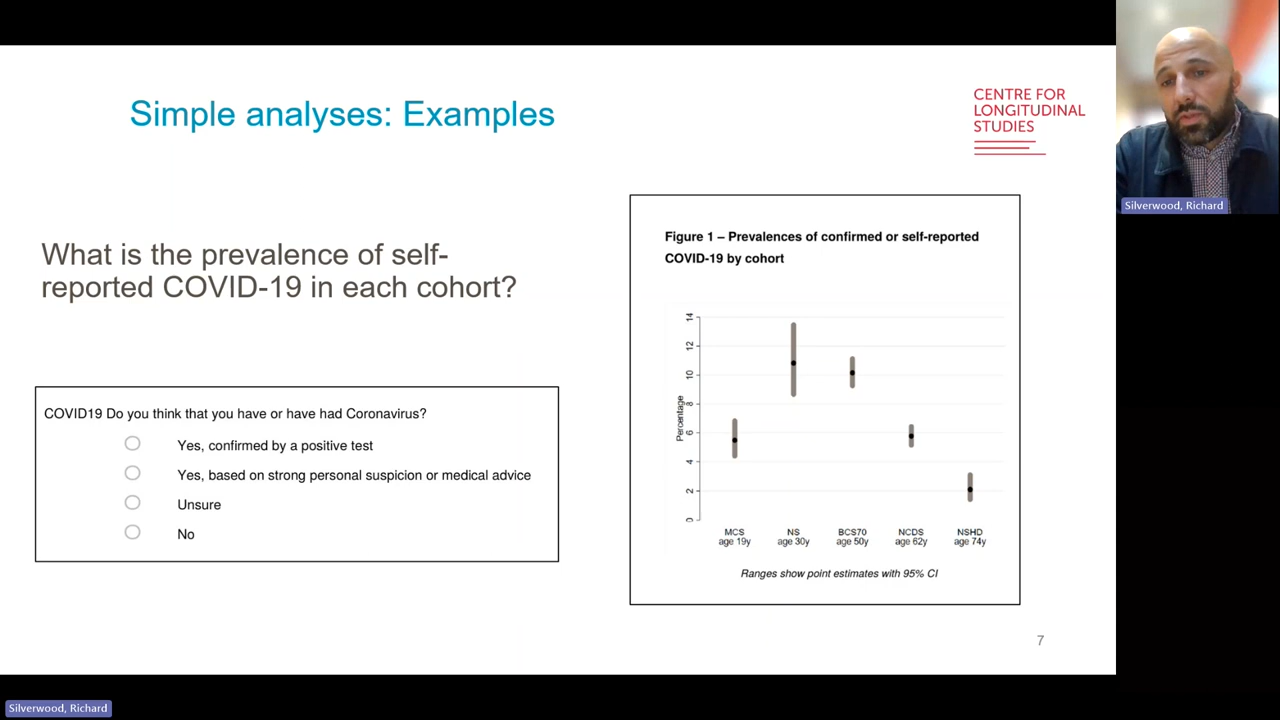 Simple analyses: Examples
CENTRE FOR
LONGITUDINAL
STUDIES
Silverwood, Richard
What is the prevalence of self-
reported COVID-19 in each cohort?
COVID19 Do you think that you have or have had Coronavirus?
Yes, confirmed by a positive test
Yes, based on strong personal suspicion or medical advice
Unsure
No
Figure 1 – Prevalences of confirmed or self-reported
COVID-19 by cohort
Percentage
14
12
10
8
6
4
2
0
MCS NS BCS70 NCDS NSHD
age 19y age 30y age 50y age 62y age 74y
Ranges show point estimates with 95% CI
7
Silverwood, Richard